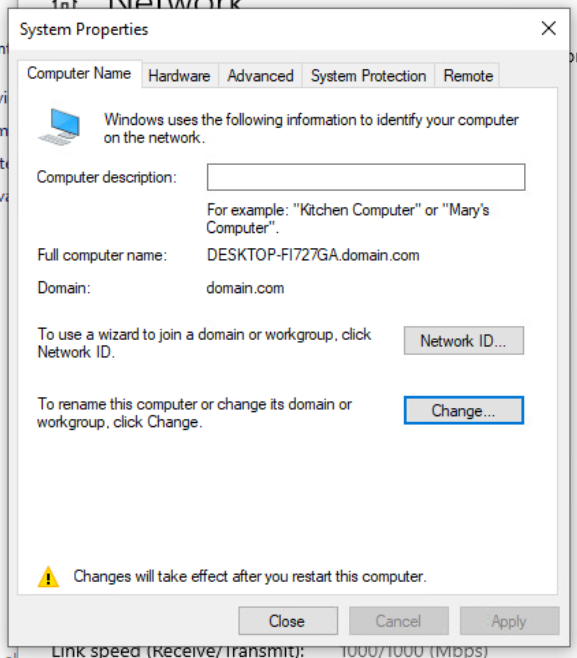 Network
System Properties
Computer Name
Hardware
Advanced
System Protection
Remote
Windows uses the following information to identify your computer
on the network.
Computer description:
For example: "Kitchen Computer" or "Mary's
Computer".
Full computer name:
DESKTOP-FI727GA.domain.com
Domain:
domain.com
To use a wizard to join a domain or workgroup, click
Network ID.
Network ID...
To rename this computer or change its domain or
workgroup, click Change.
Change...
Changes will take effect after you restart this computer.
Close
Cancel
Apply
Link speed (Receive/Transmit):
1000/1000 (Mbps)